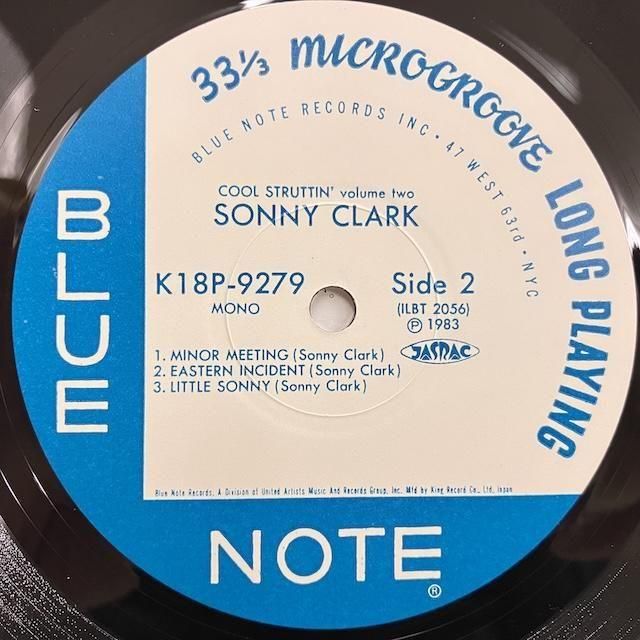 33⅓ MICROGROOVE LONG PLAYING
BLUE NOTE RECORDS INC • 47 WEST 63rd • NYC
COOL STRUTTIN' volume two
SONNY CLARK
K18P-9279 Side 2
MONO (ILBT 2056)
℗ 1983
JASRAC
1. MINOR MEETING (Sonny Clark)
2. EASTERN INCIDENT (Sonny Clark)
3. LITTLE SONNY (Sonny Clark)
Blue Note Records, A Division of United Artists Music And Records Group, Inc. Mfd by King Record Co., Ltd, Japan
BLUE
NOTE ®